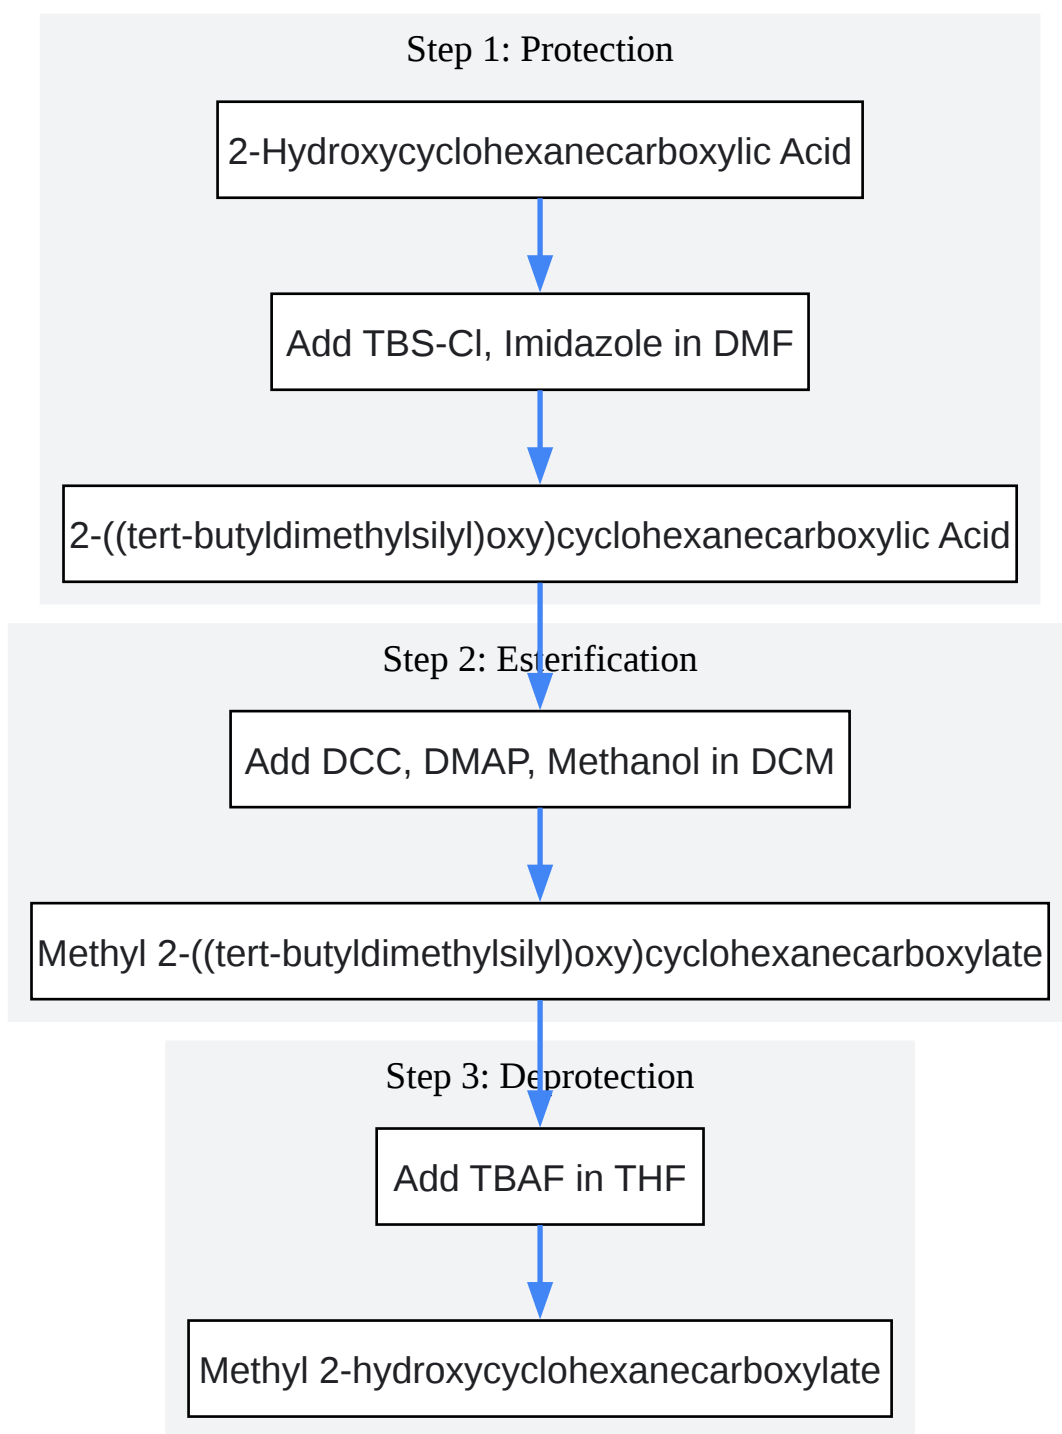 Step 1: Protection
2-Hydroxycyclohexanecarboxylic Acid
Add TBS-Cl, Imidazole in DMF
2-((tert-butyldimethylsilyl)oxy)cyclohexanecarboxylic Acid
Step 2: Esterification
Add DCC, DMAP, Methanol in DCM
Methyl 2-((tert-butyldimethylsilyl)oxy)cyclohexanecarboxylate
Step 3: Deprotection
Add TBAF in THF
Methyl 2-hydroxycyclohexanecarboxylate